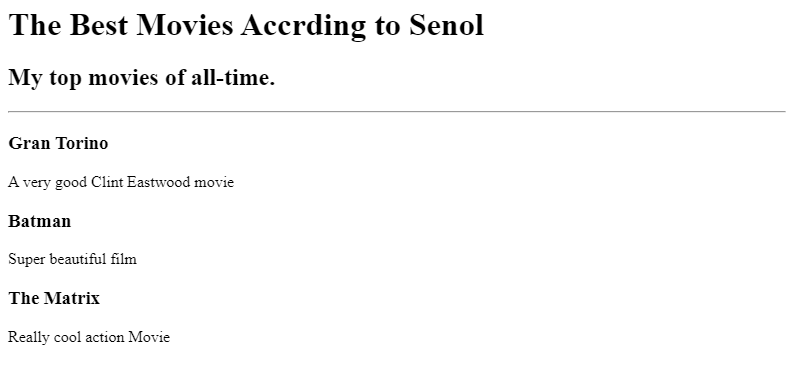 The Best Movies Accrding to Senol
My top movies of all-time.
Gran Torino
A very good Clint Eastwood movie
Batman
Super beautiful film
The Matrix
Really cool action Movie